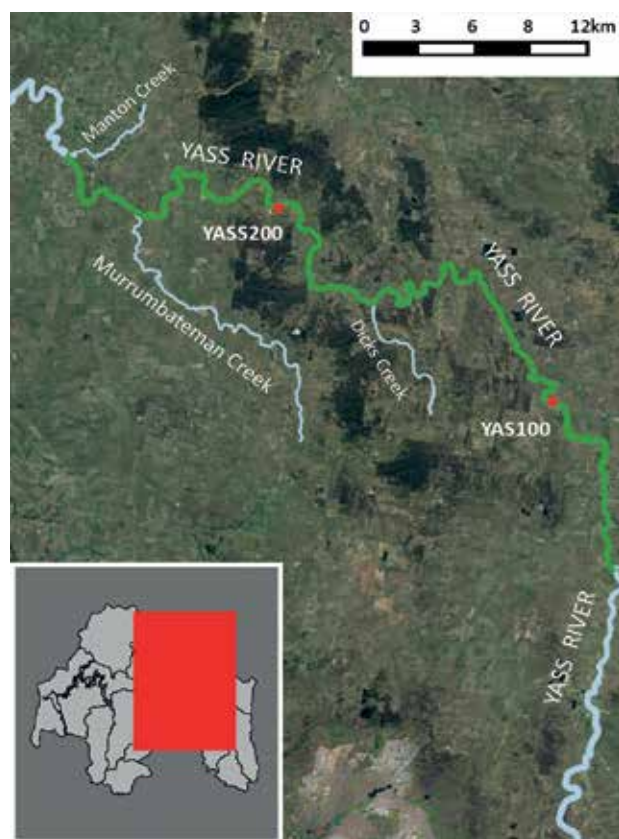 0 3 6 8 12km
Manton Creek
YASS RIVER
YASS200
YASS RIVER
Murrumbateman Creek
Dicks Creek
YAS100
YASS RIVER